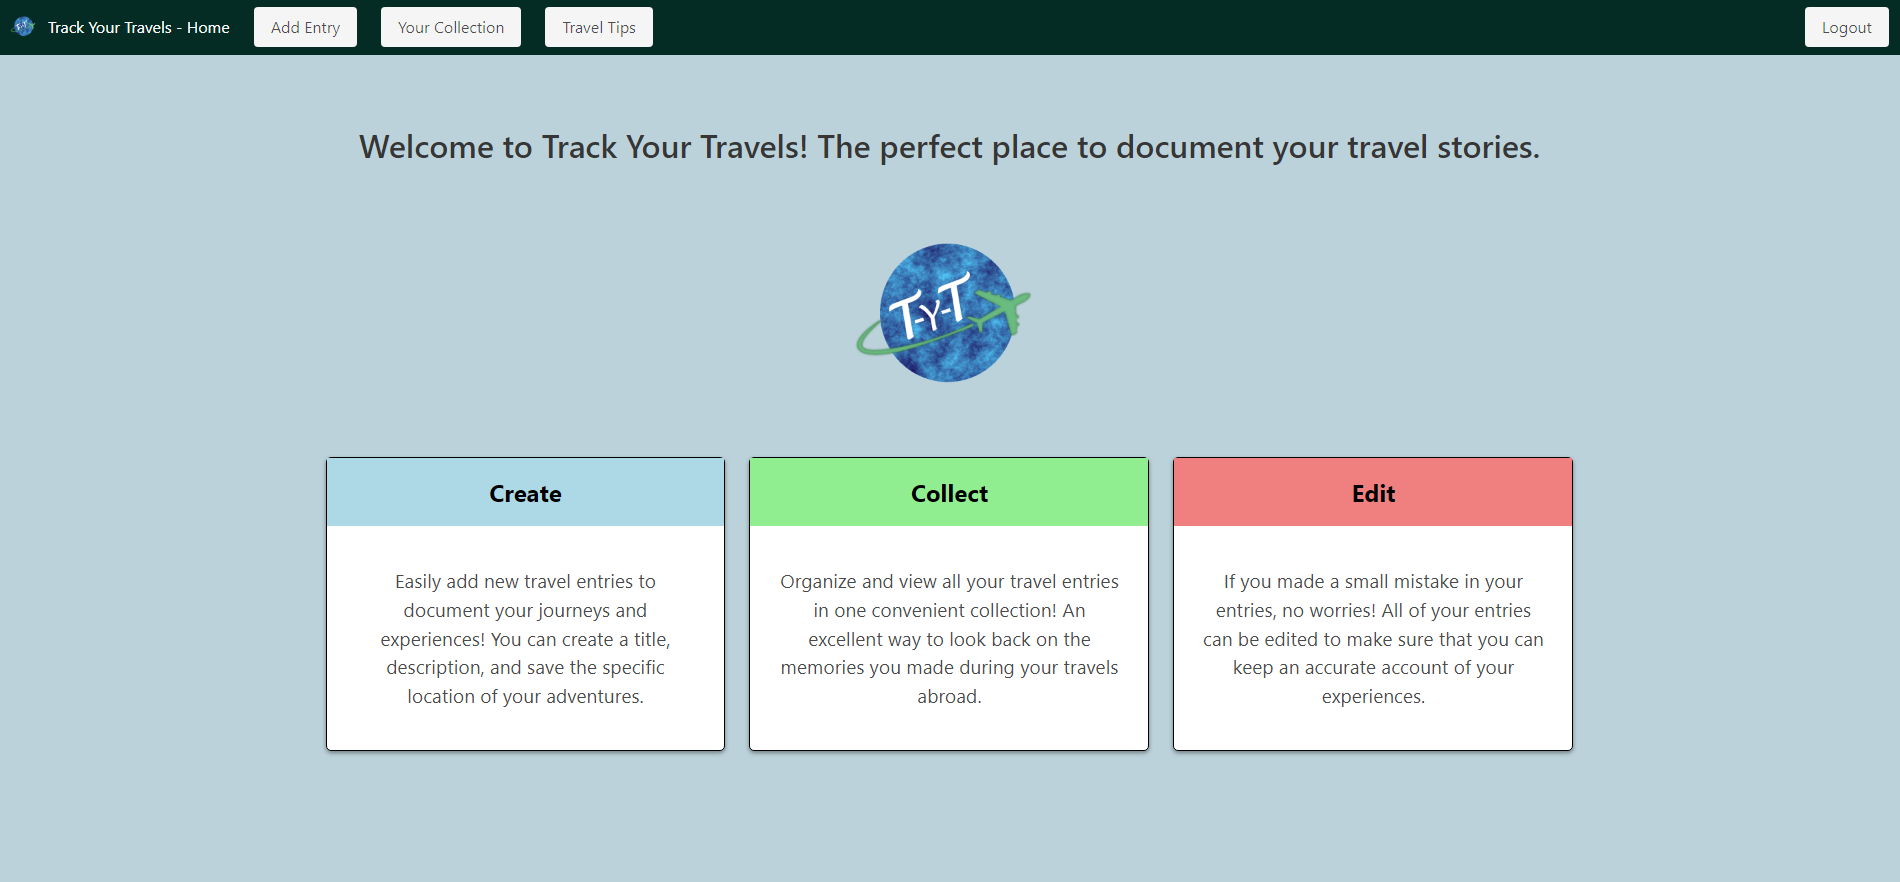 T-Y-T Track Your Travels - Home Add Entry Your Collection Travel Tips Logout
Welcome to Track Your Travels! The perfect place to document your travel stories.
T-Y-T
Create
Easily add new travel entries to
document your journeys and
experiences! You can create a title,
description, and save the specific
location of your adventures.
Collect
Organize and view all your travel entries
in one convenient collection! An
excellent way to look back on the
memories you made during your travels
abroad.
Edit
If you made a small mistake in your
entries, no worries! All of your entries
can be edited to make sure that you can
keep an accurate account of your
experiences.